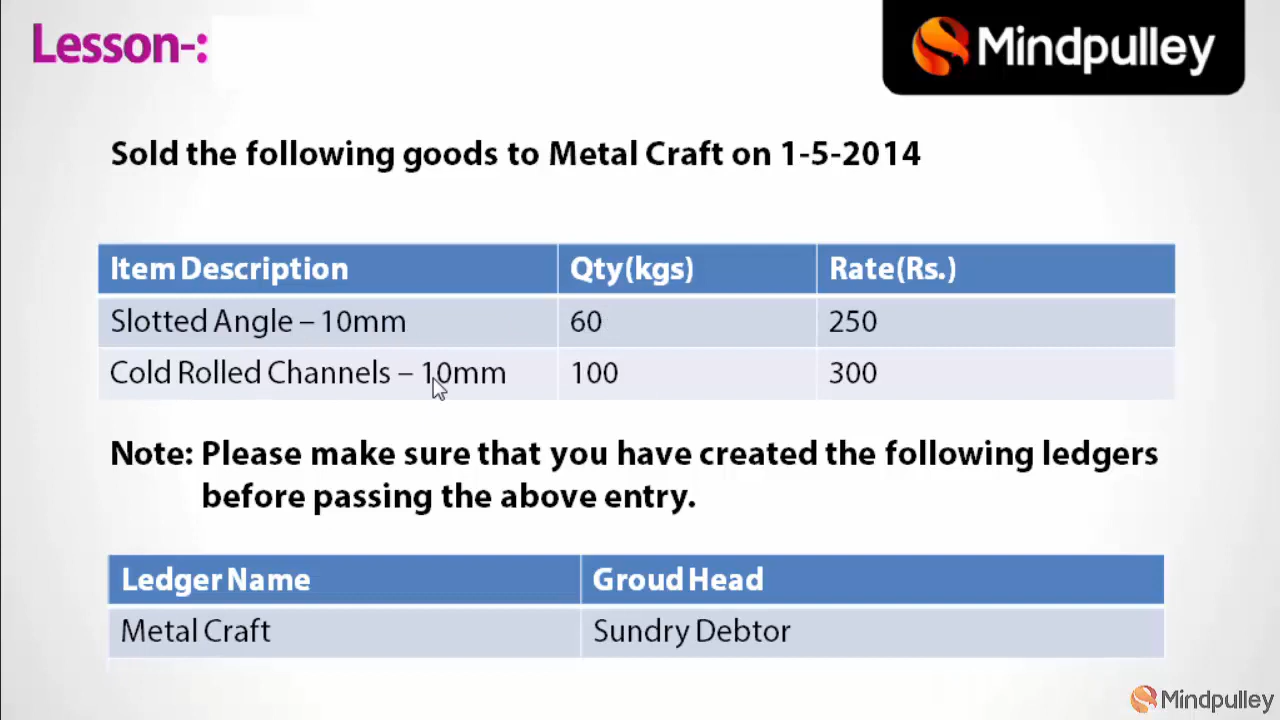 Lesson-:
Mindpulley
Sold the following goods to Metal Craft on 1-5-2014
Item Description Qty(kgs) Rate(Rs.)
Slotted Angle – 10mm 60 250
Cold Rolled Channels – 10mm 100 300
Note: Please make sure that you have created the following ledgers
before passing the above entry.
Ledger Name Groud Head
Metal Craft Sundry Debtor
Mindpulley